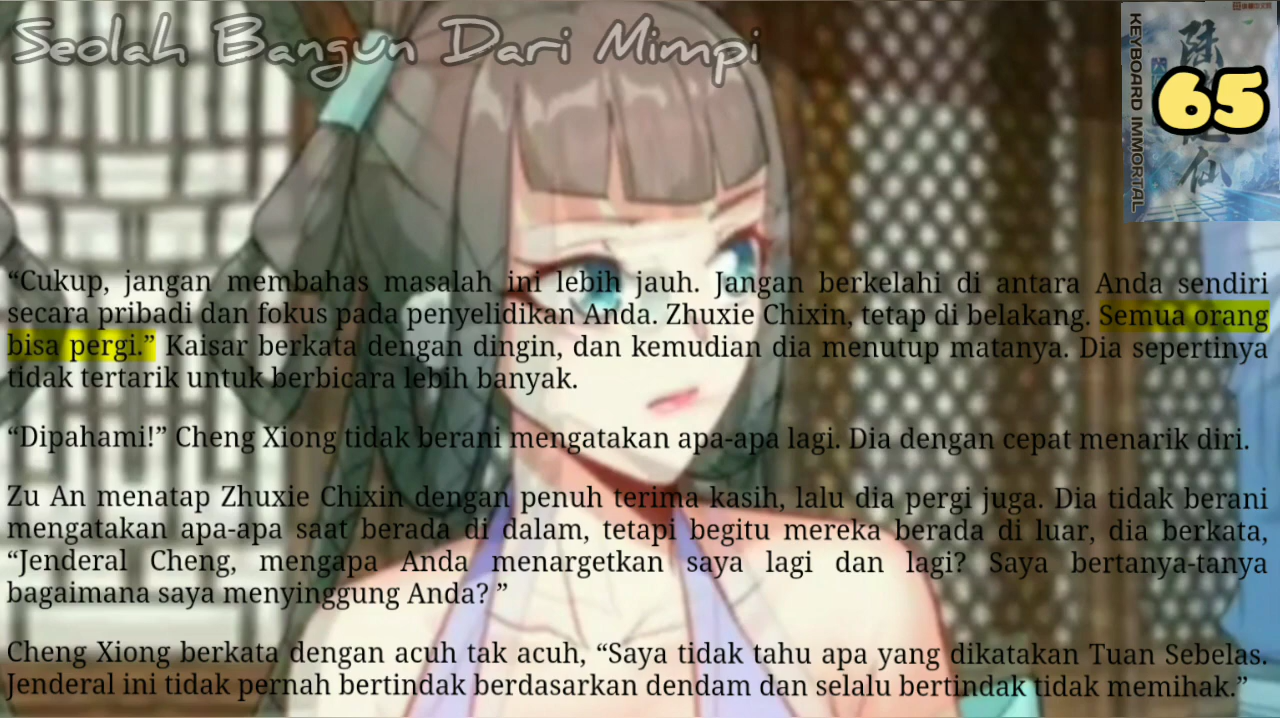 Seolah Bangun Dari Mimpi
KEYBOARD IMMORTAL
65
“Cukup, jangan membahas masalah ini lebih jauh. Jangan berkelahi di antara Anda sendiri
secara pribadi dan fokus pada penyelidikan Anda. Zhuxie Chixin, tetap di belakang. Semua orang
bisa pergi.” Kaisar berkata dengan dingin, dan kemudian dia menutup matanya. Dia sepertinya
tidak tertarik untuk berbicara lebih banyak.
“Dipahami!” Cheng Xiong tidak berani mengatakan apa-apa lagi. Dia dengan cepat menarik diri.
Zu An menatap Zhuxie Chixin dengan penuh terima kasih, lalu dia pergi juga. Dia tidak berani
mengatakan apa-apa saat berada di dalam, tetapi begitu mereka berada di luar, dia berkata,
“Jenderal Cheng, mengapa Anda menargetkan saya lagi dan lagi? Saya bertanya-tanya
bagaimana saya menyinggung Anda? ”
Cheng Xiong berkata dengan acuh tak acuh, “Saya tidak tahu apa yang dikatakan Tuan Sebelas.
Jenderal ini tidak pernah bertindak berdasarkan dendam dan selalu bertindak tidak memihak.”